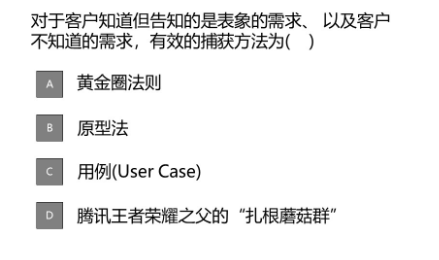 对于客户知道但告知的是表象的需求、 以及客户
不知道的需求，有效的捕获方法为(    )
A 黄金圈法则
B 原型法
C 用例(User Case)
D 腾讯王者荣耀之父的“扎根蘑菇群”